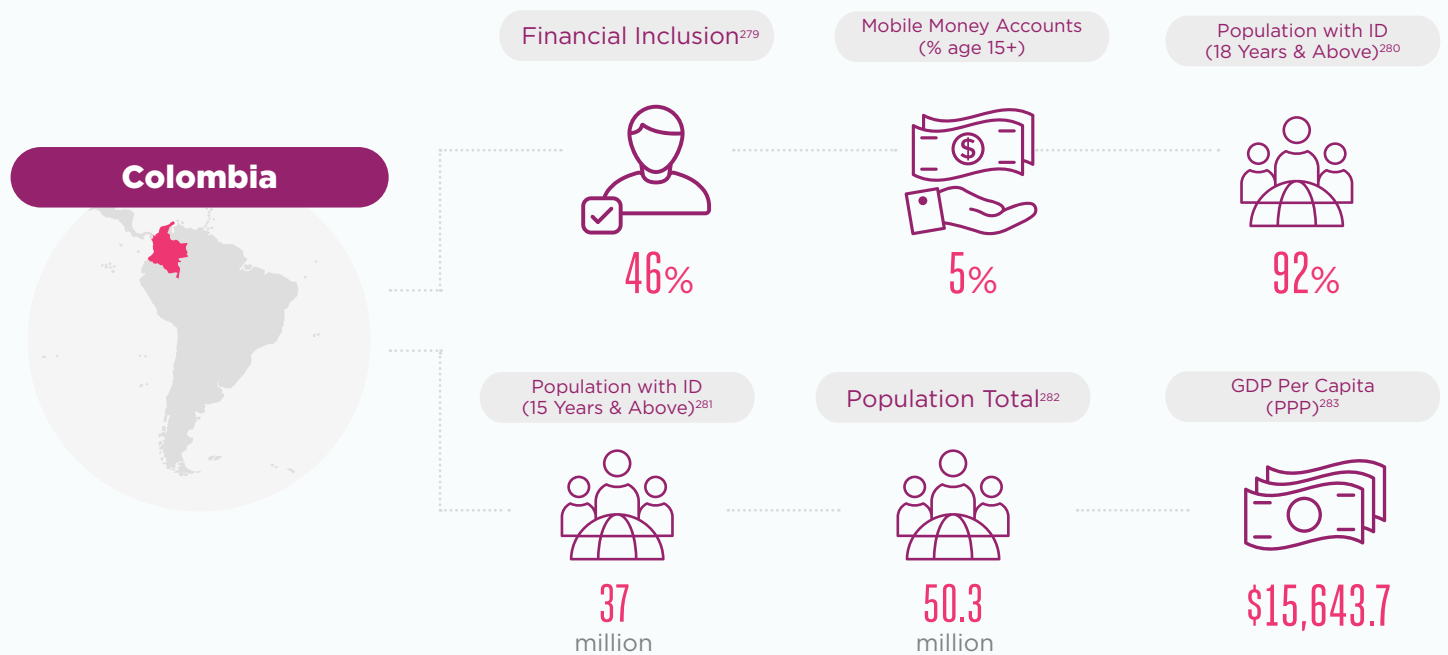 Colombia
Financial Inclusion279
46%
Mobile Money Accounts
(% age 15+)
$
5%
Population with ID
(18 Years & Above)280
92%
Population with ID
(15 Years & Above)281
37
million
Population Total282
50.3
million
GDP Per Capita
(PPP)283
$15,643.7